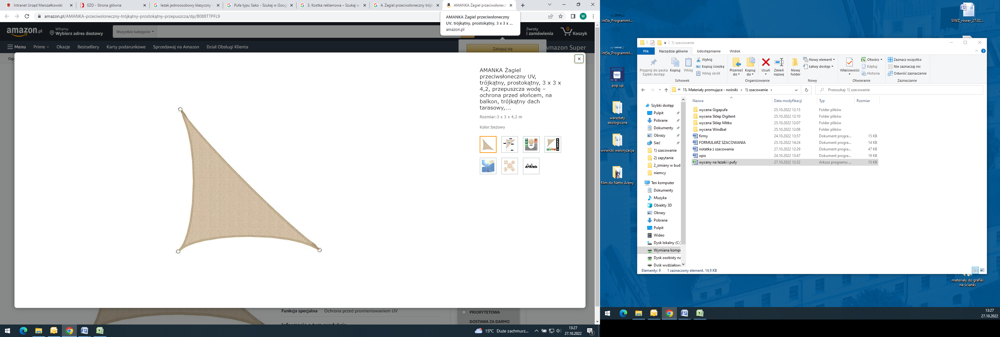 Intranet Urząd Marszałkowski
EZD - Strona główna
leżak jednoosobowy klasyczny -
Pufa typu Sako - Szukaj w Goog
3. Kostka reklamowa – Szukaj w
4. Żagiel przeciwsłoneczny trójk
AMANKA Żagiel przeciwsłonecz
amazon.pl/AMANKA-przeciwsloneczny-trójkątny-prostokątny-przepuszcza/dp/B088TTPFL9
W
AMANKA Żagiel przeciwsłoneczny
UV, trójkątny, prostokątny, 3 x 3 x ...
amazon.pl
amazon.pl
Witamy
Wybierz adres dostawy
Wszystkie kategorie
Zwroty
i zamówienia
0
Koszyk
Menu
Prime
Okazje
Bestsellery
Karty podarunkowe
Sprzedawaj na Amazon
Dział Obsługi Klienta
Zaloguj się
Amazon Super
Ogr
AMANKA Żagiel
przeciwsłoneczny UV,
trójkątny, prostokątny, 3 x 3 x
4,2, przepuszcza wodę –
ochrona przed słońcem, na
balkon, trójkątny dach
tarasowy,...
Rozmiar:3 x 3 x 4,2 m
Kolor:beżowy
AMANKA
Funkcja specjalna
Ochrona przed promieniowaniem UV
Informacje o tym produkcie
PRIORYTETOWA
DOSTAWA ZA DARMO
15°C Duże zachmurz...
13:27
27.10.2022
1
Int5a_ProgrammI...
Int5a_ProgrammI...
pop up
warsztaty
ekologiczne
wirwicki waloryzacja
film do Netto Areny
SIWZ_rower_27.02...
materiały do grafiki
na ścianki
1) szacowanie
Plik
Narzędzia główne
Udostępnianie
Widok
Przypnij do paska
Szybki dostęp
Kopiuj
Wklej
Wytnij
Kopiuj ścieżkę
Wklej skrót
Schowek
Przenieś
do
Kopiuj
do
Usuń
Zmień
nazwę
Organizowanie
Nowy
folder
Nowy element
Łatwy dostęp
Nowy
Właściwości
Otwórz
Edytuj
Historia
Otwieranie
Zaznacz wszystko
Nie zaznaczaj nic
Odwróć zaznaczenie
Zaznaczanie
15. Materiały promujące - nośniki
1) szacowanie
Przeszukaj: 1) szacowanie
Nazwa
Data modyfikacji
Typ
Rozmiar
wycena Gigapufa 25.10.2022 12:15 Folder plików
wycena Sklep Digitent 25.10.2022 12:10 Folder plików
wycena Sklep Mitko 25.10.2022 12:07 Folder plików
wycena Windbal 25.10.2022 12:08 Folder plików
firmy 24.10.2022 13:57 Dokument progra... 15 KB
FORMULARZ SZACOWANIA 25.10.2022 14:24 Dokument progra... 14 KB
notatka z szacowania 27.10.2022 12:29 Dokument progra... 47 KB
opis 24.10.2022 13:47 Dokument progra... 19 KB
wyceny na leżaki i pufy 27.10.2022 12:32 Arkusz programu ... 15 KB
Szybki dostęp
Pulpit
Pobrane
Dokumenty
Obrazy
Sieć
1) szacowanie
2) zapytanie
2_zmiany w bud:
niemcy
Ten komputer
Dokumenty
Muzyka
Obiekty 3D
Obrazy
Pobrane
Pulpit
Wideo
Dysk lokalny (C:)
Wymiana kompu
Dysk osobisty na
Dysk wydziałowy
Elementy: 9
1 zaznaczony element. 14,9 KB
13:27
27.10.2022